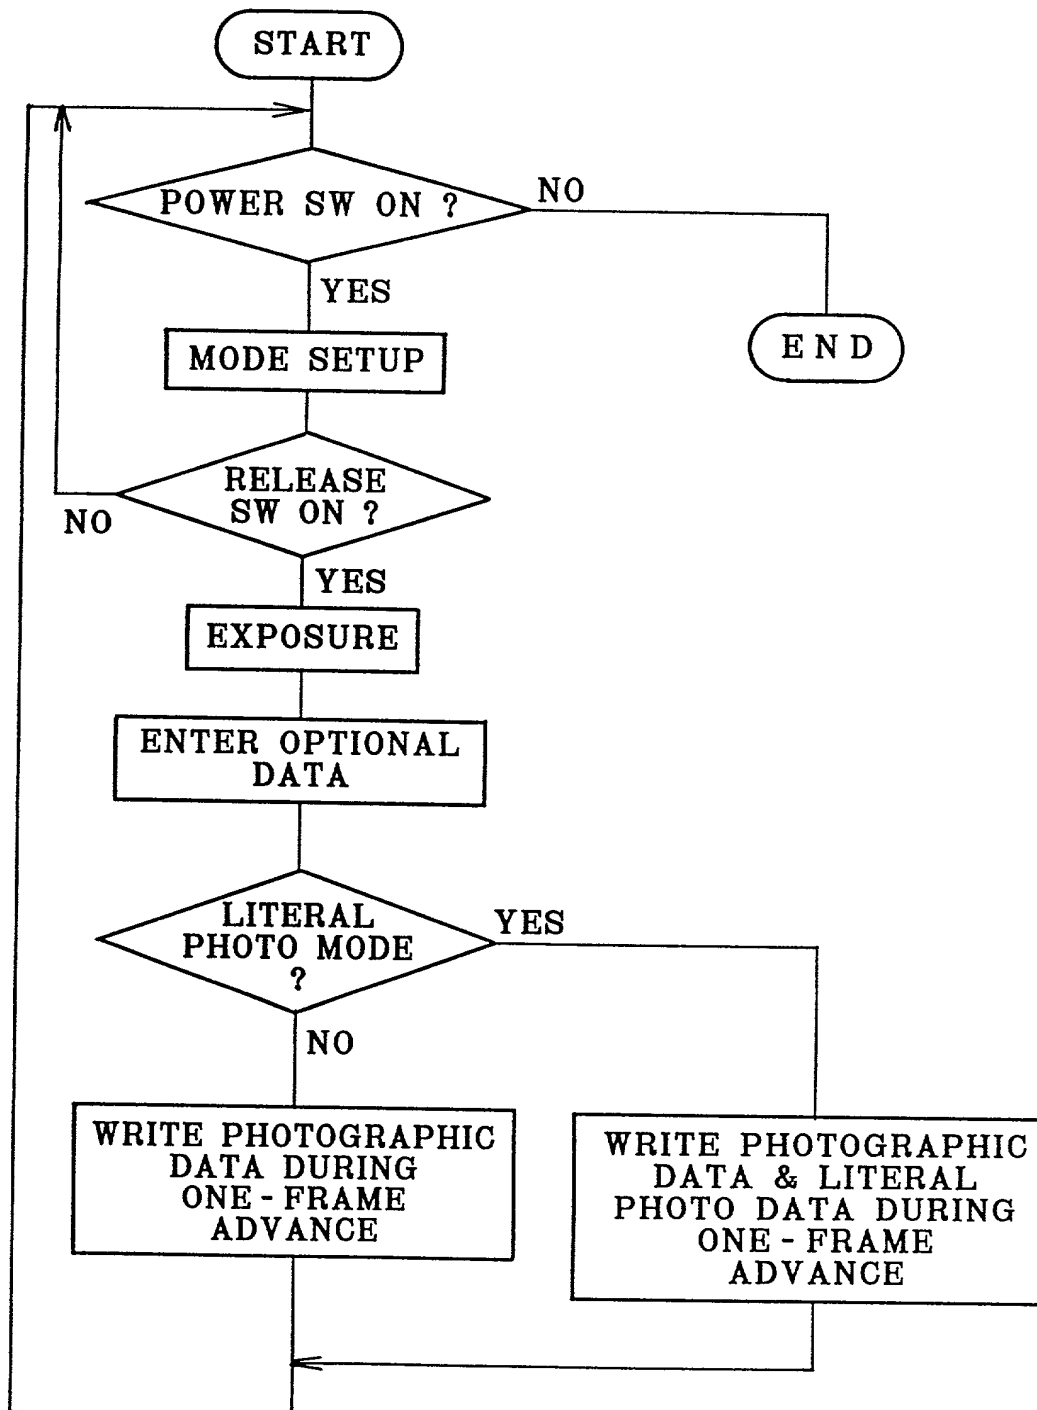 START
POWER SW ON ?
NO
YES
MODE SETUP
END
RELEASE
SW ON ?
NO
YES
EXPOSURE
ENTER OPTIONAL
DATA
LITERAL
PHOTO MODE
?
YES
NO
WRITE PHOTOGRAPHIC
DATA DURING
ONE-FRAME
ADVANCE
WRITE PHOTOGRAPHIC
DATA & LITERAL
PHOTO DATA DURING
ONE-FRAME
ADVANCE